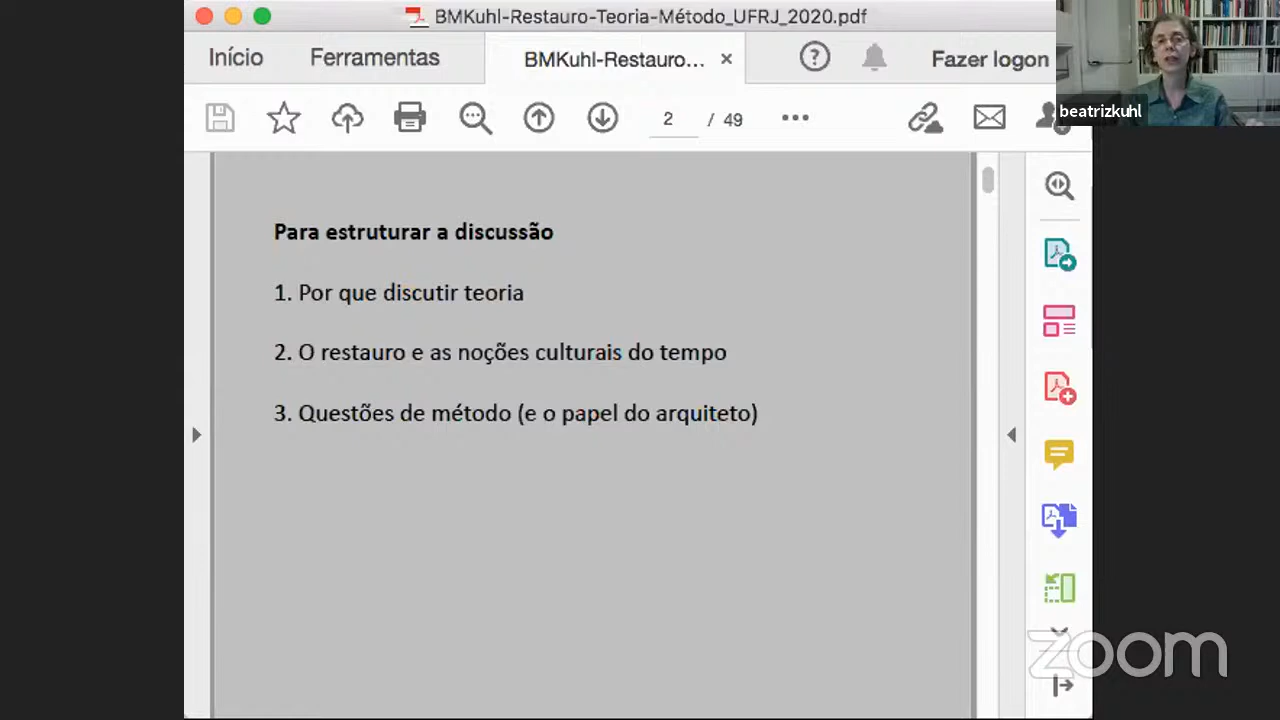 BMKuhl-Restauro-Teoria-Método_UFRJ_2020.pdf
Início Ferramentas BMKuhl-Restauro... × ? Fazer logon
2 / 49
beatrizkuhl
Para estruturar a discussão
1. Por que discutir teoria
2. O restauro e as noções culturais do tempo
3. Questões de método (e o papel do arquiteto)
zoom